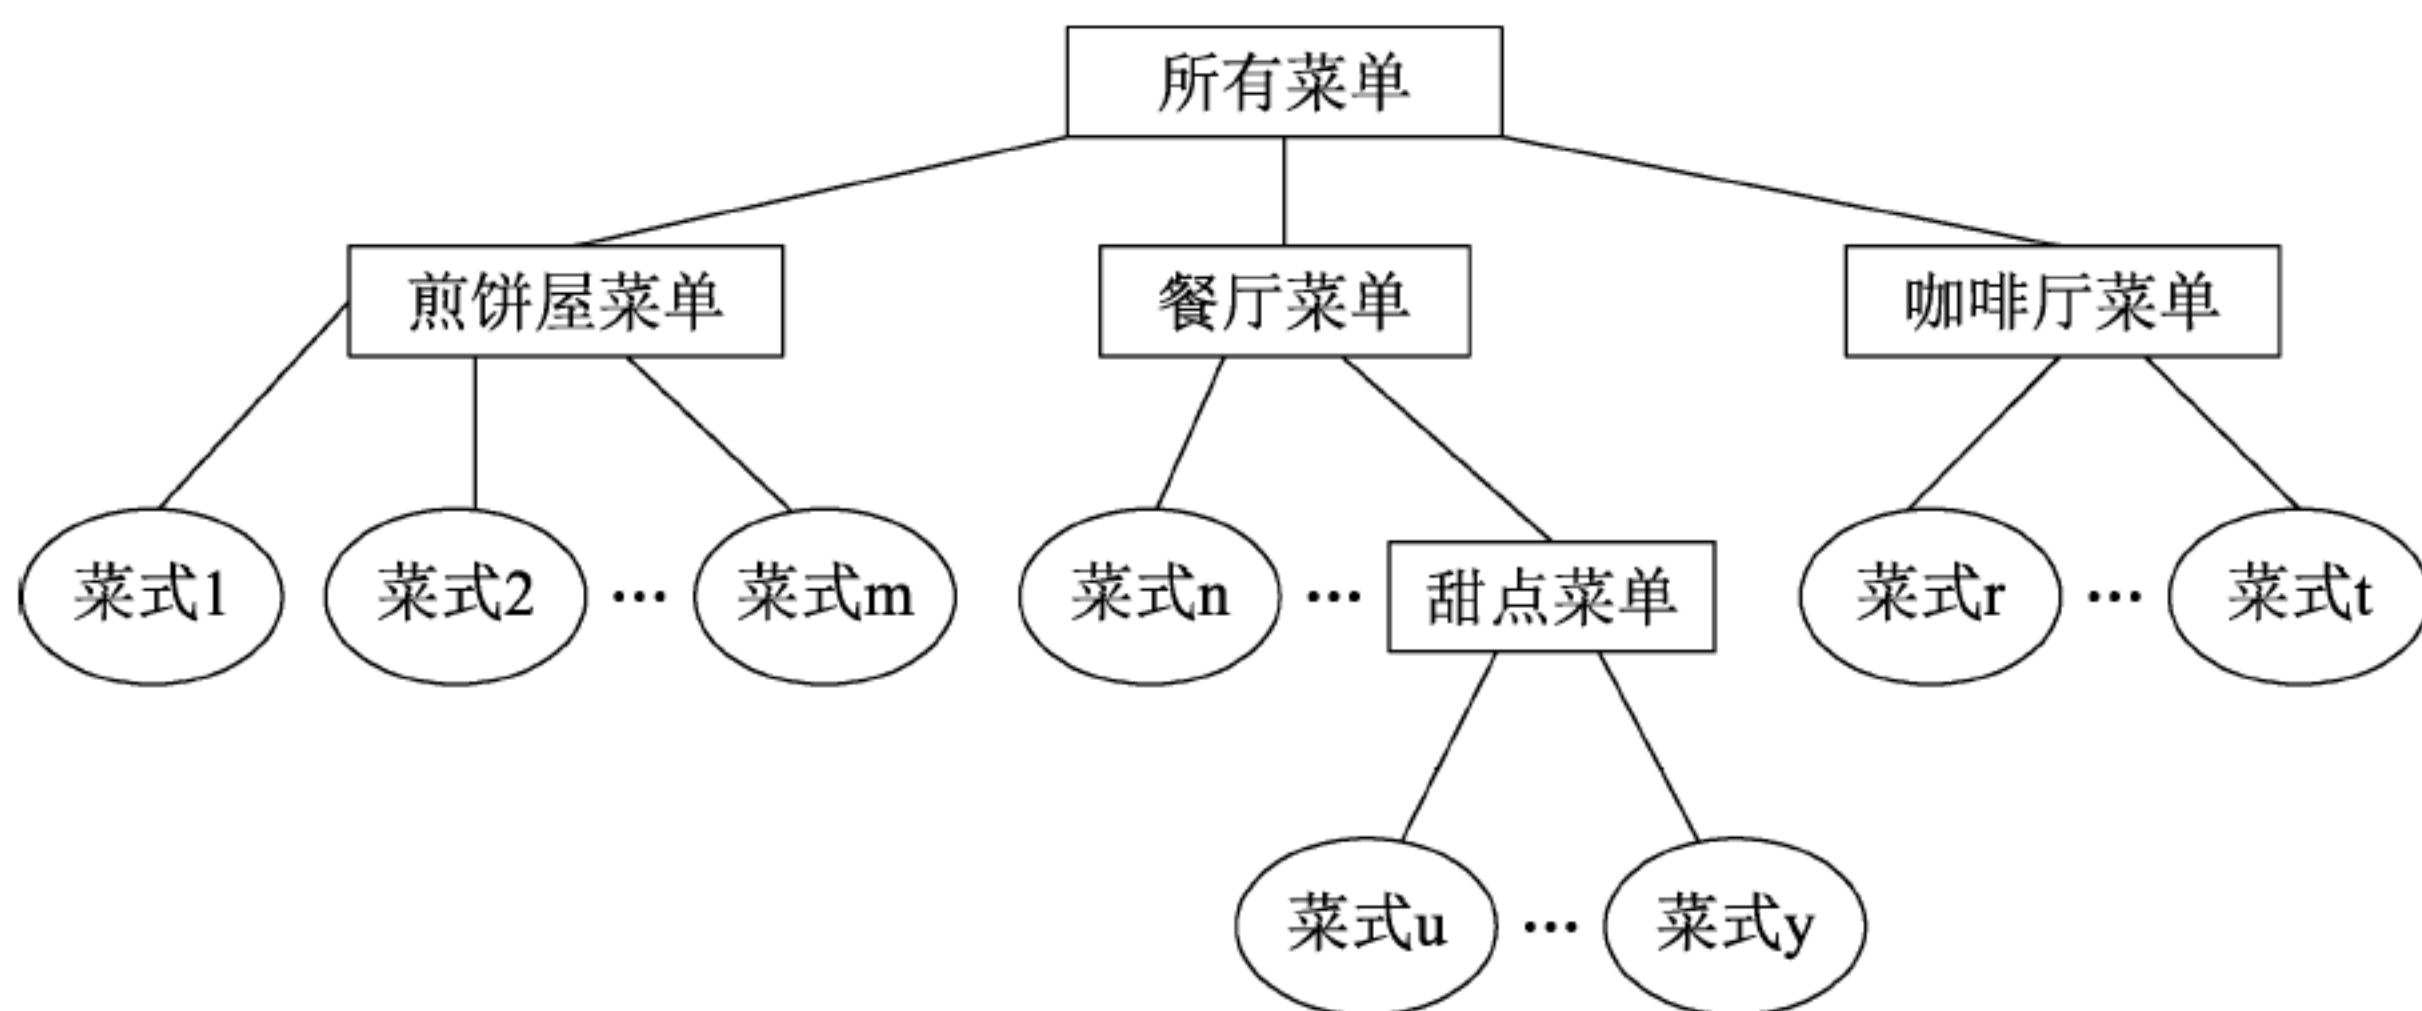 所有菜单
煎饼屋菜单
餐厅菜单
咖啡厅菜单
菜式1
菜式2
...
菜式m
菜式n
...
甜点菜单
菜式r
...
菜式t
菜式u
...
菜式y